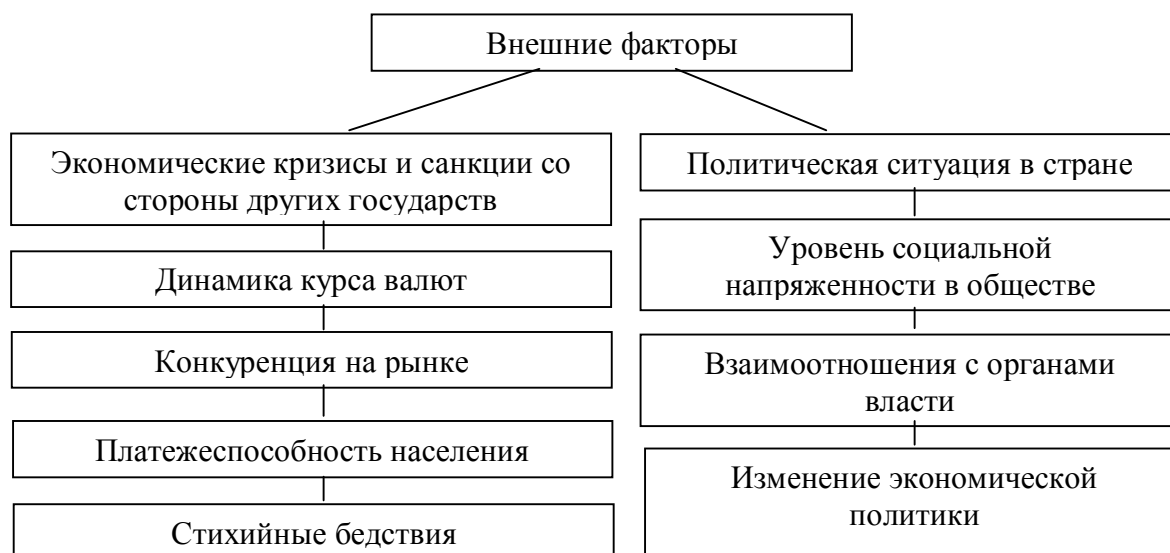 Внешние факторы
Экономические кризисы и санкции со
стороны других государств
Динамика курса валют
Конкуренция на рынке
Платежеспособность населения
Стихийные бедствия
Политическая ситуация в стране
Уровень социальной
напряженности в обществе
Взаимоотношения с органами
власти
Изменение экономической
политики